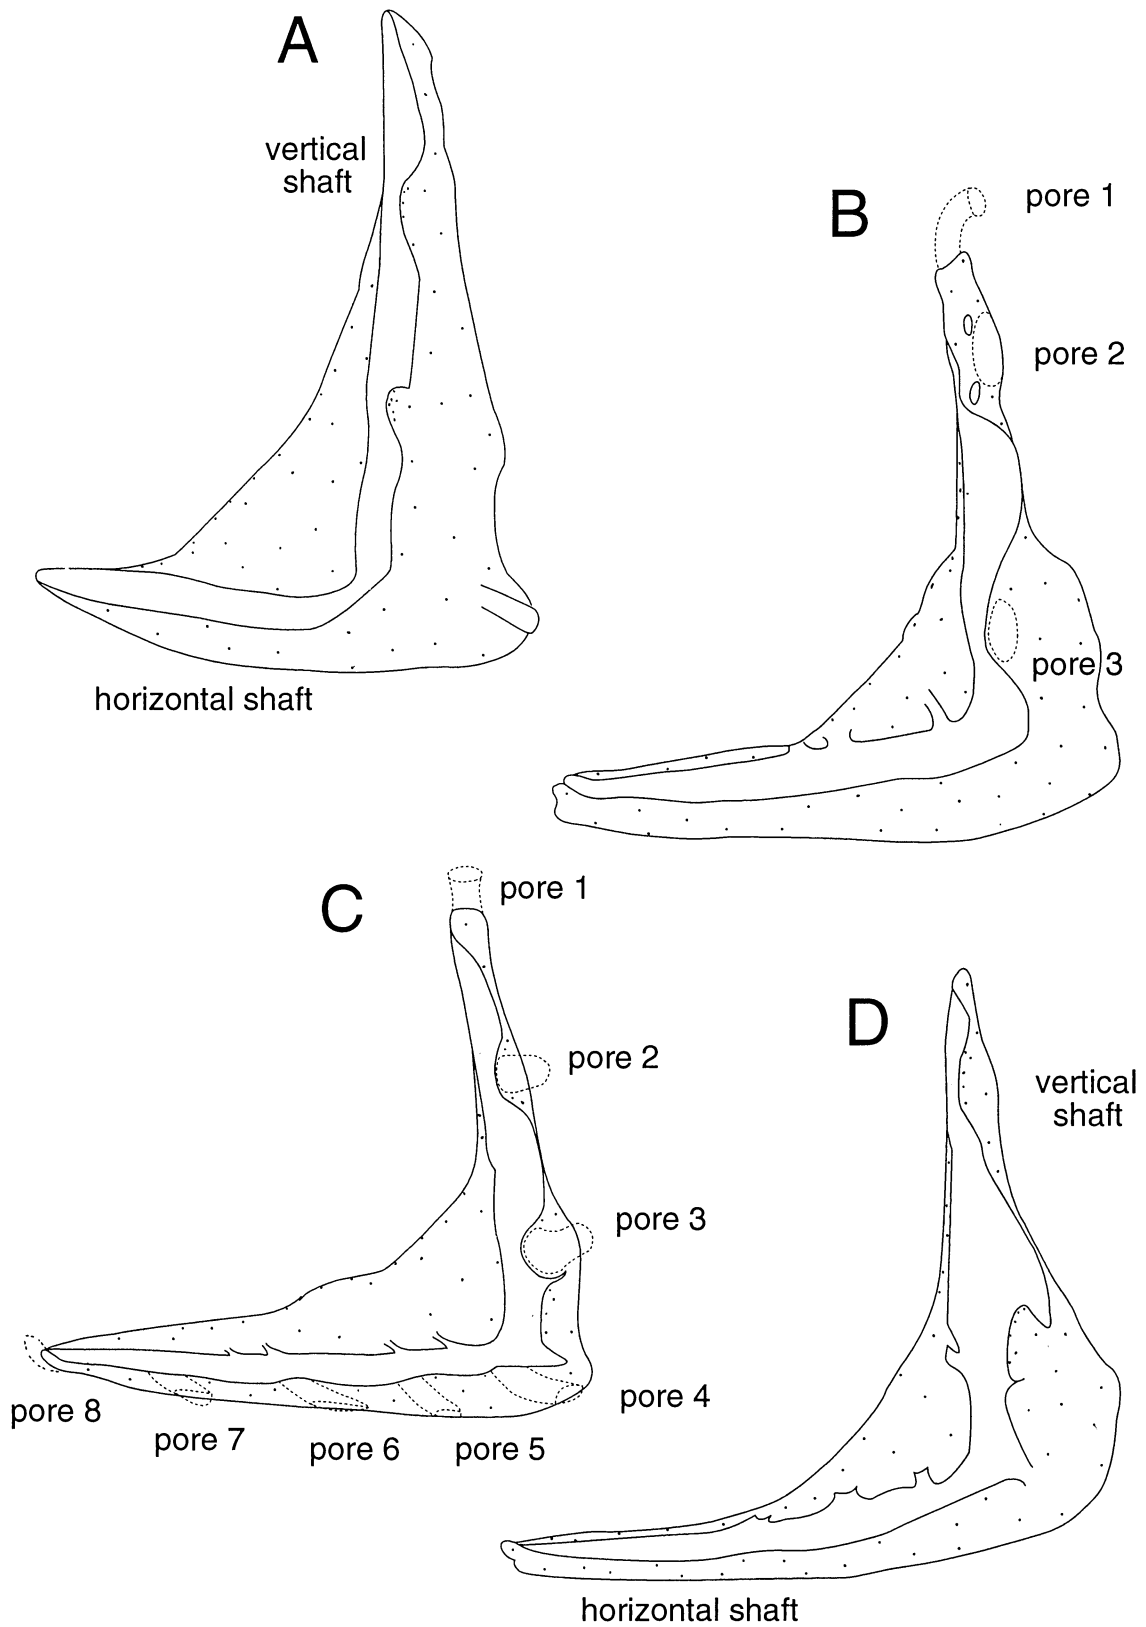 A
vertical
shaft
horizontal shaft
B
pore 1
pore 2
pore 3
C
pore 1
pore 2
pore 3
pore 4
pore 5
pore 6
pore 7
pore 8
D
vertical
shaft
horizontal shaft